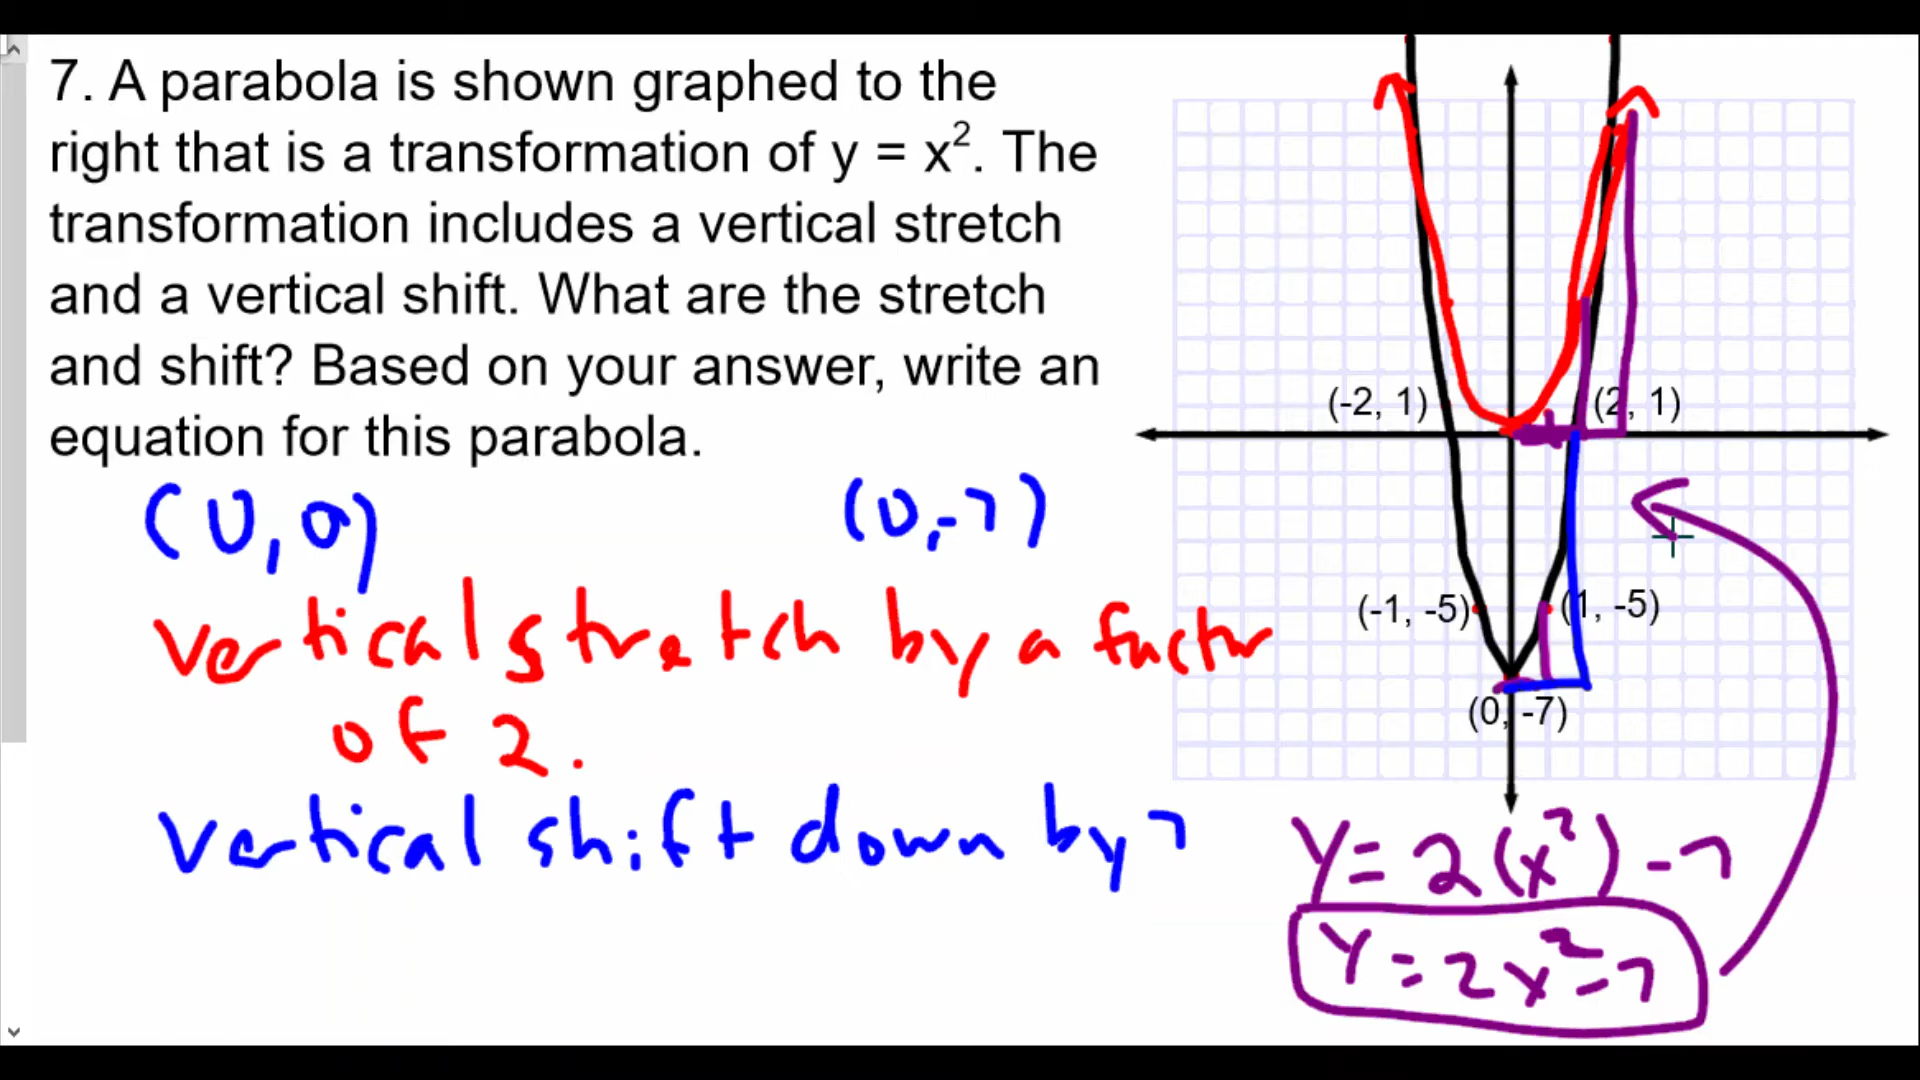 7. A parabola is shown graphed to the
right that is a transformation of y = x². The
transformation includes a vertical stretch
and a vertical shift. What are the stretch
and shift? Based on your answer, write an
equation for this parabola.
(0, 0)
(0, -7)
vertical stretch by a factor
of 2.
vertical shift down by 7
(-2, 1)
(2, 1)
(-1, -5)
(1, -5)
(0, -7)
y = 2(x²) - 7
y = 2x² - 7